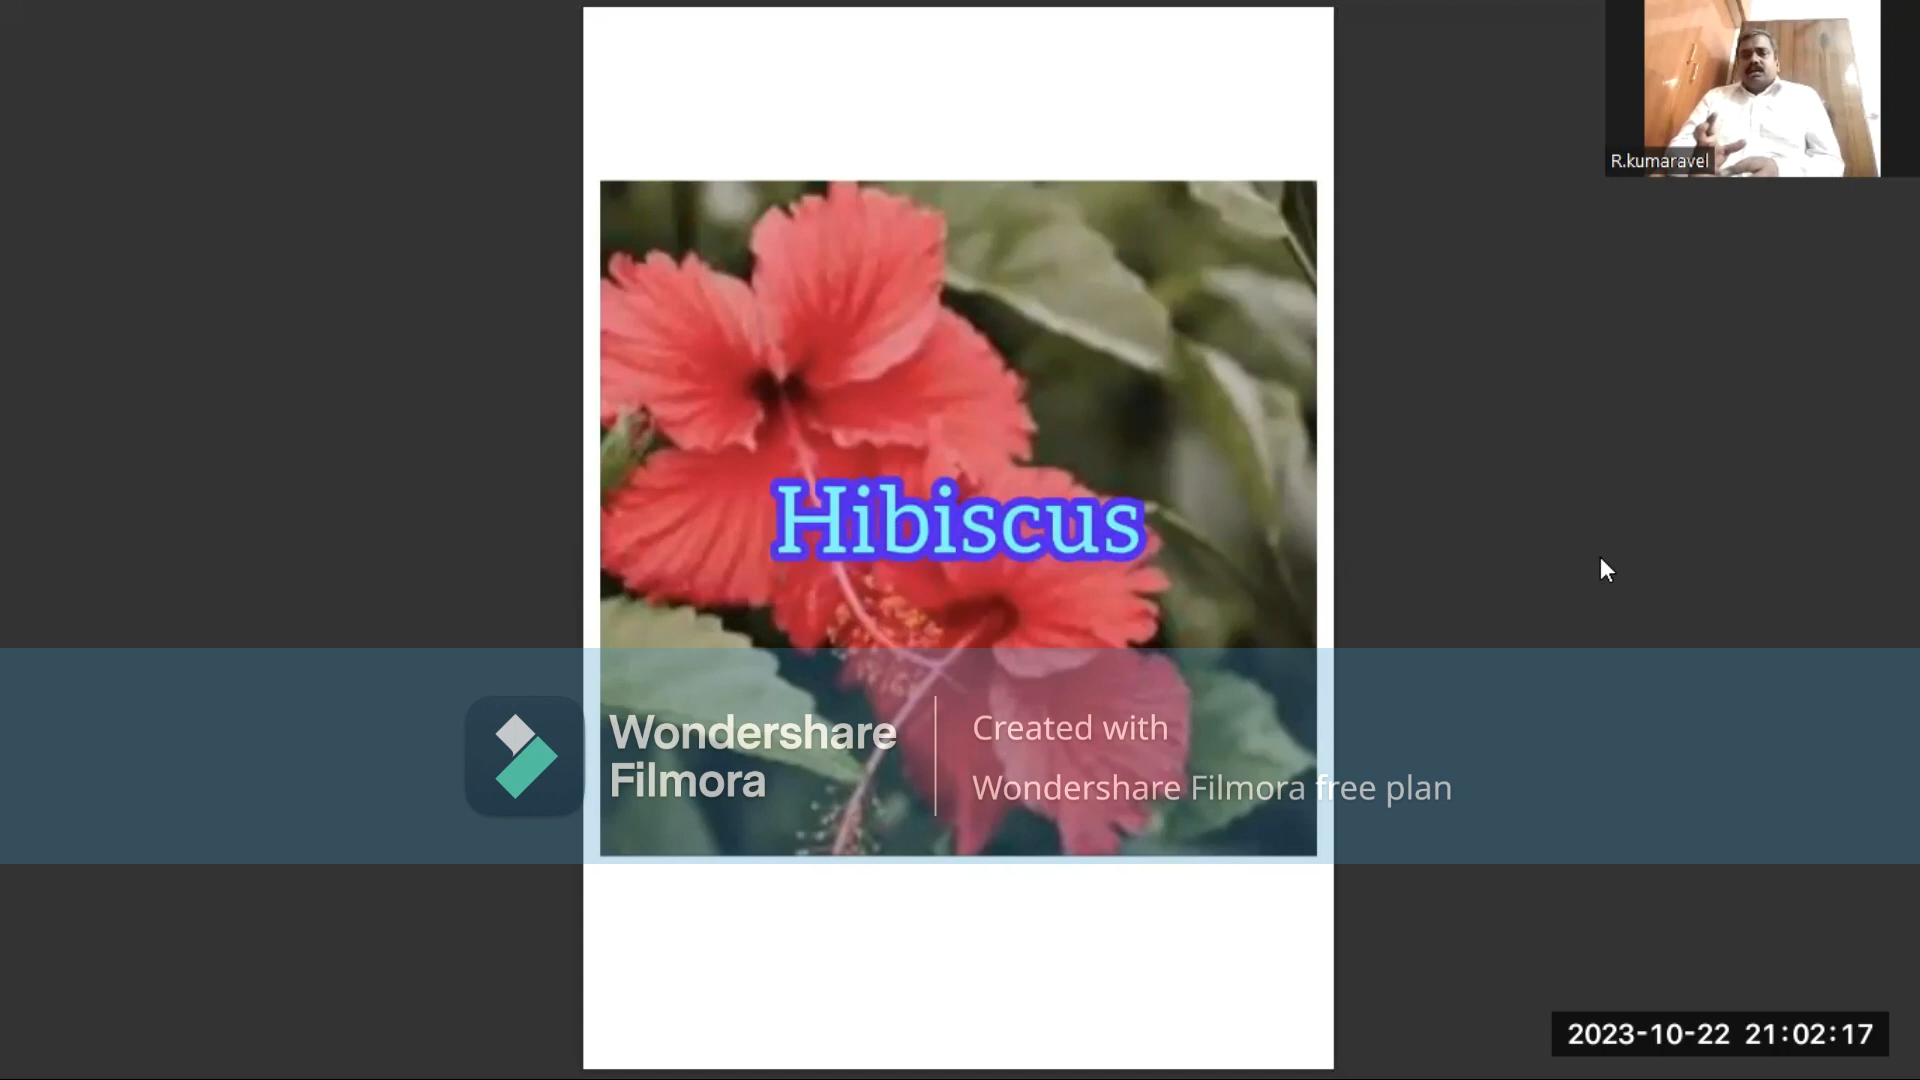 R.kumaravel
Hibiscus
Wondershare
Filmora
Created with
Wondershare Filmora free plan
2023-10-22 21:02:17